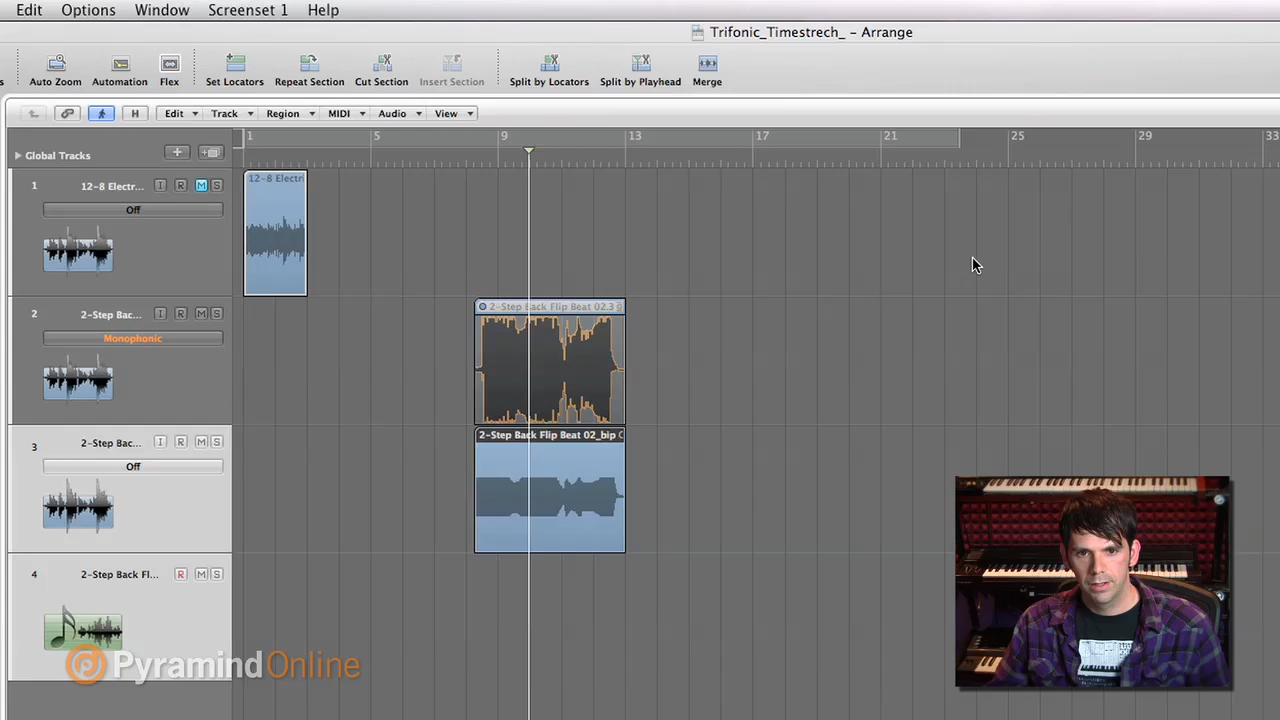 Edit Options Window Screenset 1 Help
Trifonic_Timestrech_ - Arrange
s Auto Zoom Automation Flex Set Locators Repeat Section Cut Section Insert Section Split by Locators Split by Playhead Merge
H Edit Track Region MIDI Audio View
1 5 9 13 17 21 25 29 33
Global Tracks
1 12-8 Electr... I R M S
Off
12-8 Electri
2 2-Step Bac... I R M S
Monophonic
2-Step Back Flip Beat 02.3
3 2-Step Bac... I R M S
Off
2-Step Back Flip Beat 02_bip
4 2-Step Back Fl... R M S
Pyramind Online